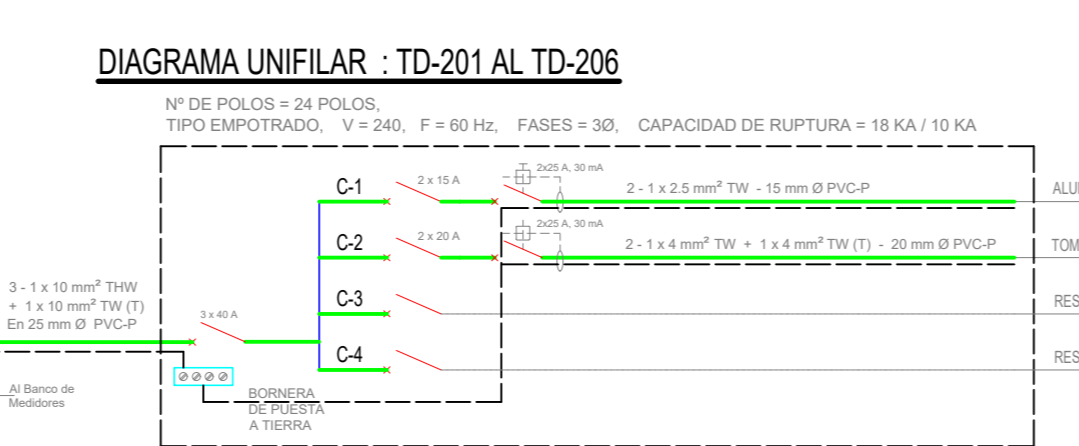 DIAGRAMA UNIFILAR : TD-201 AL TD-206
Nº DE POLOS = 24 POLOS,
TIPO EMPOTRADO, V = 240, F = 60 Hz, FASES = 3Ø, CAPACIDAD DE RUPTURA = 18 KA / 10 KA
C-1
2 x 15 A
2x25 A, 30 mA
2 - 1 x 2.5 mm² TW - 15 mm Ø PVC-P
ALU
C-2
2 x 20 A
2x25 A, 30 mA
2 - 1 x 4 mm² TW + 1 x 4 mm² TW (T) - 20 mm Ø PVC-P
TOM
C-3
RES
C-4
RES
3 - 1 x 10 mm² THW
+ 1 x 10 mm² TW (T)
En 25 mm Ø PVC-P
3 x 40 A
Al Banco de
Medidores
BORNERA
DE PUESTA
A TIERRA